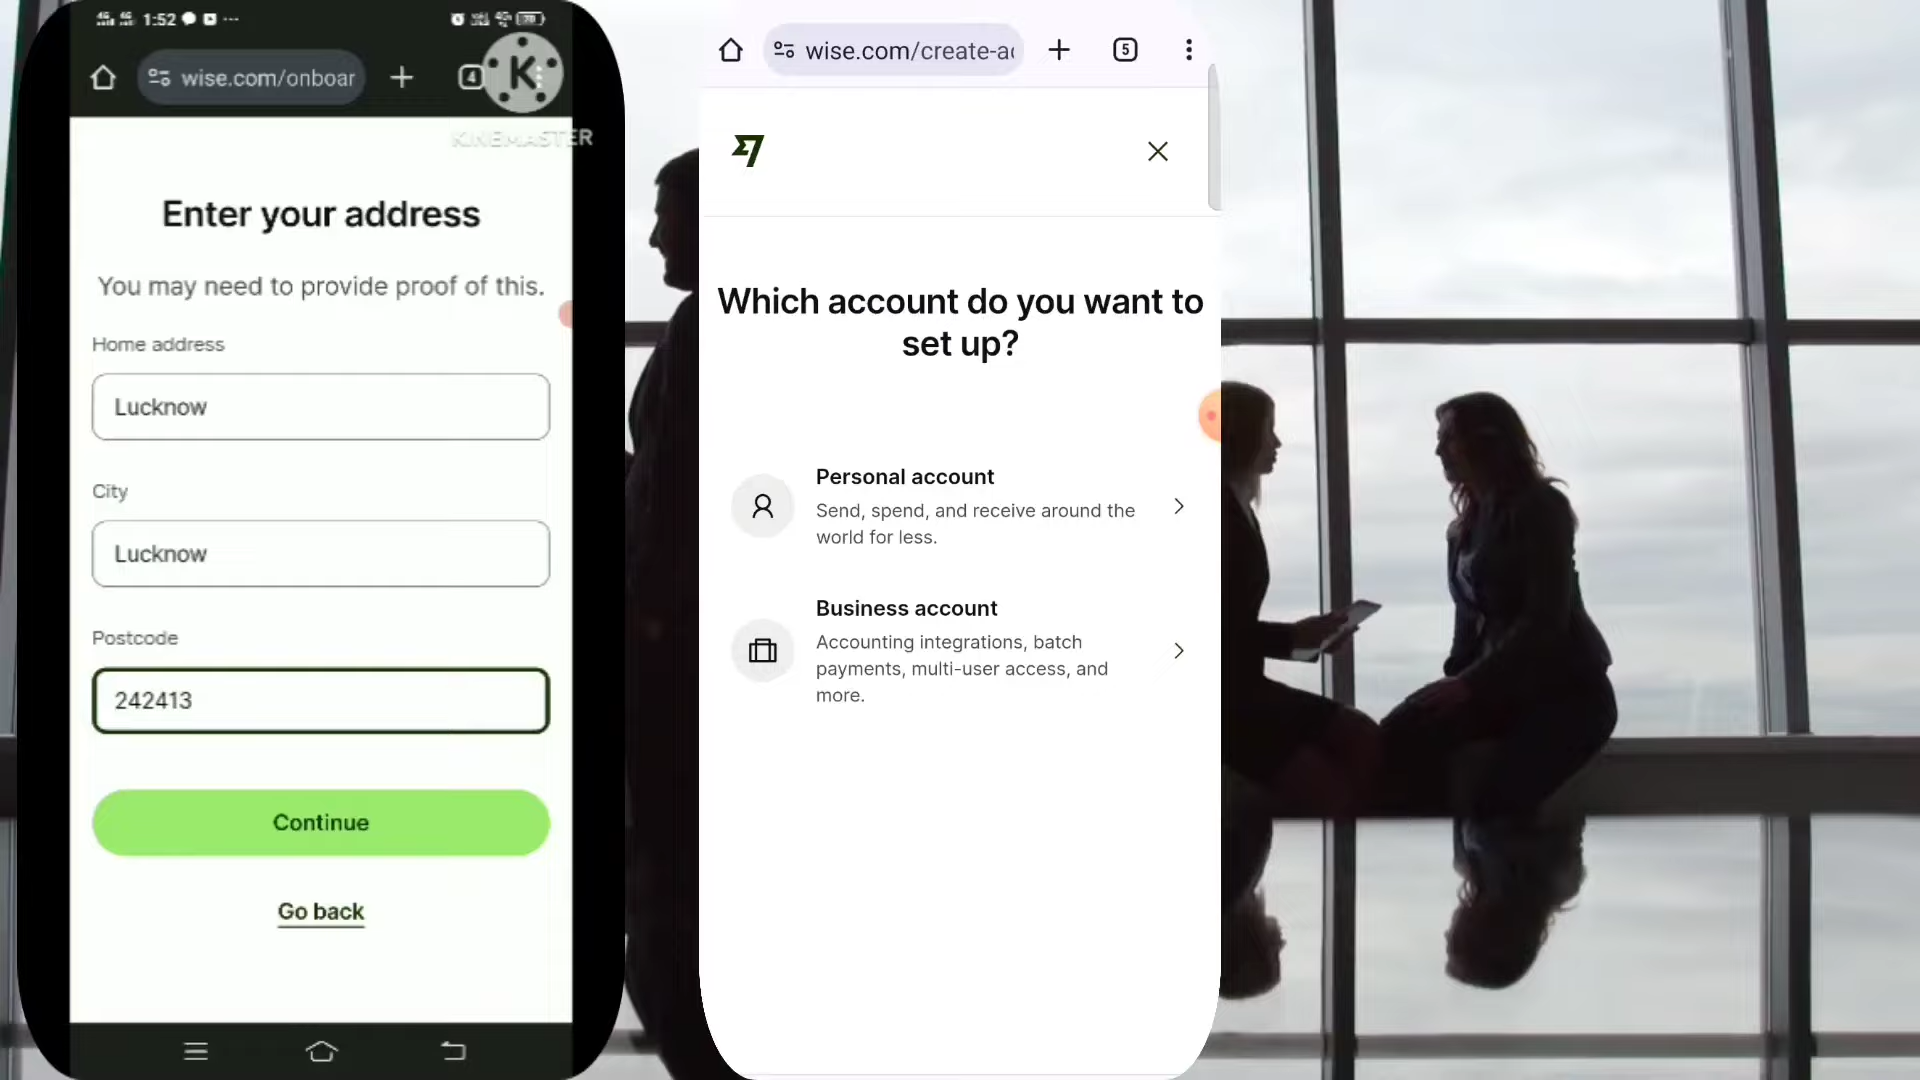 1:52
wise.com/onboar
4
K
KINEMASTER
Enter your address
You may need to provide proof of this.
Home address
Lucknow
City
Lucknow
Postcode
242413
Continue
Go back
wise.com/create-ac
5
Which account do you want to
set up?
Personal account
Send, spend, and receive around the
world for less.
Business account
Accounting integrations, batch
payments, multi-user access, and
more.